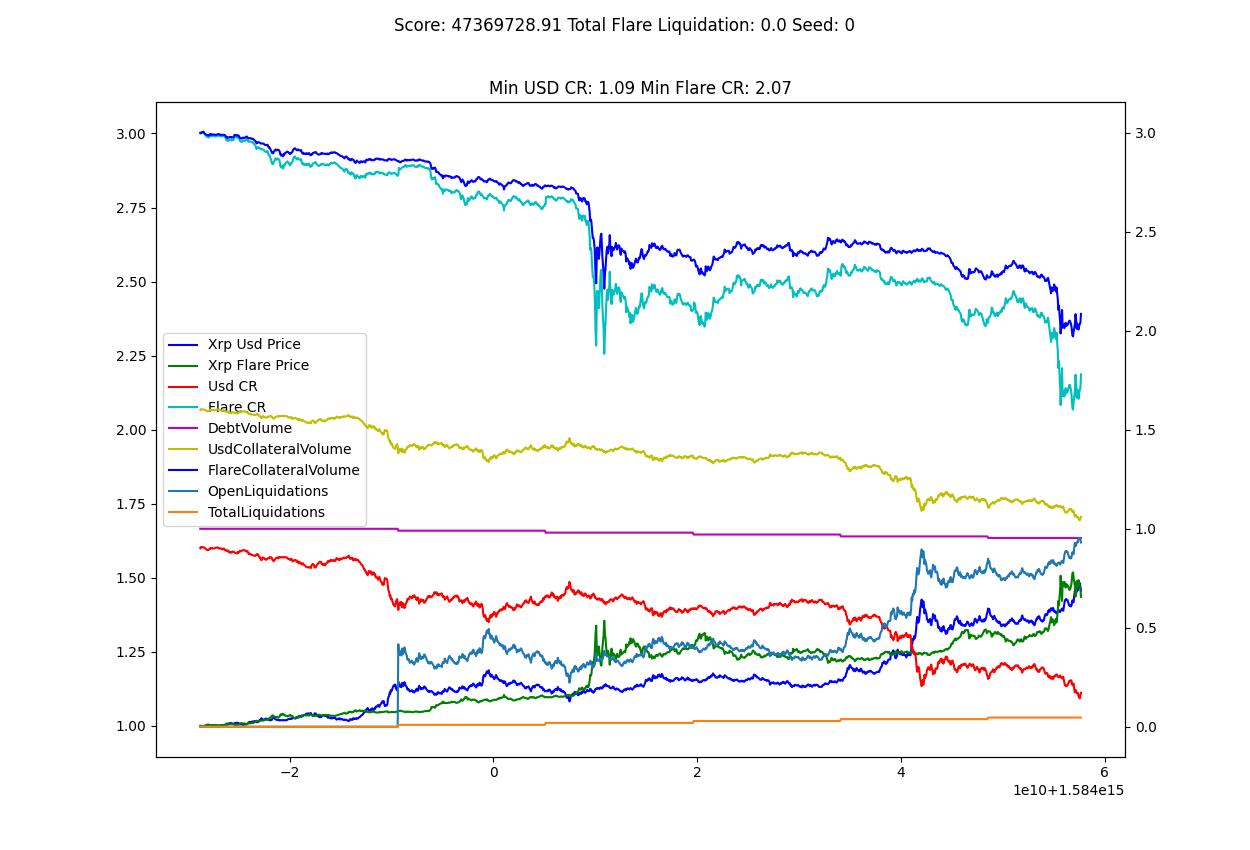 Score: 47369728.91 Total Flare Liquidation: 0.0 Seed: 0
Min USD CR: 1.09 Min Flare CR: 2.07
3.00
2.75
2.50
2.25
2.00
1.75
1.50
1.25
1.00
3.0
2.5
2.0
1.5
1.0
0.5
0.0
Xrp Usd Price
Xrp Flare Price
Usd CR
Flare CR
DebtVolume
UsdCollateralVolume
FlareCollateralVolume
OpenLiquidations
TotalLiquidations
−2 0 2 4 6
1e10+1.584e15